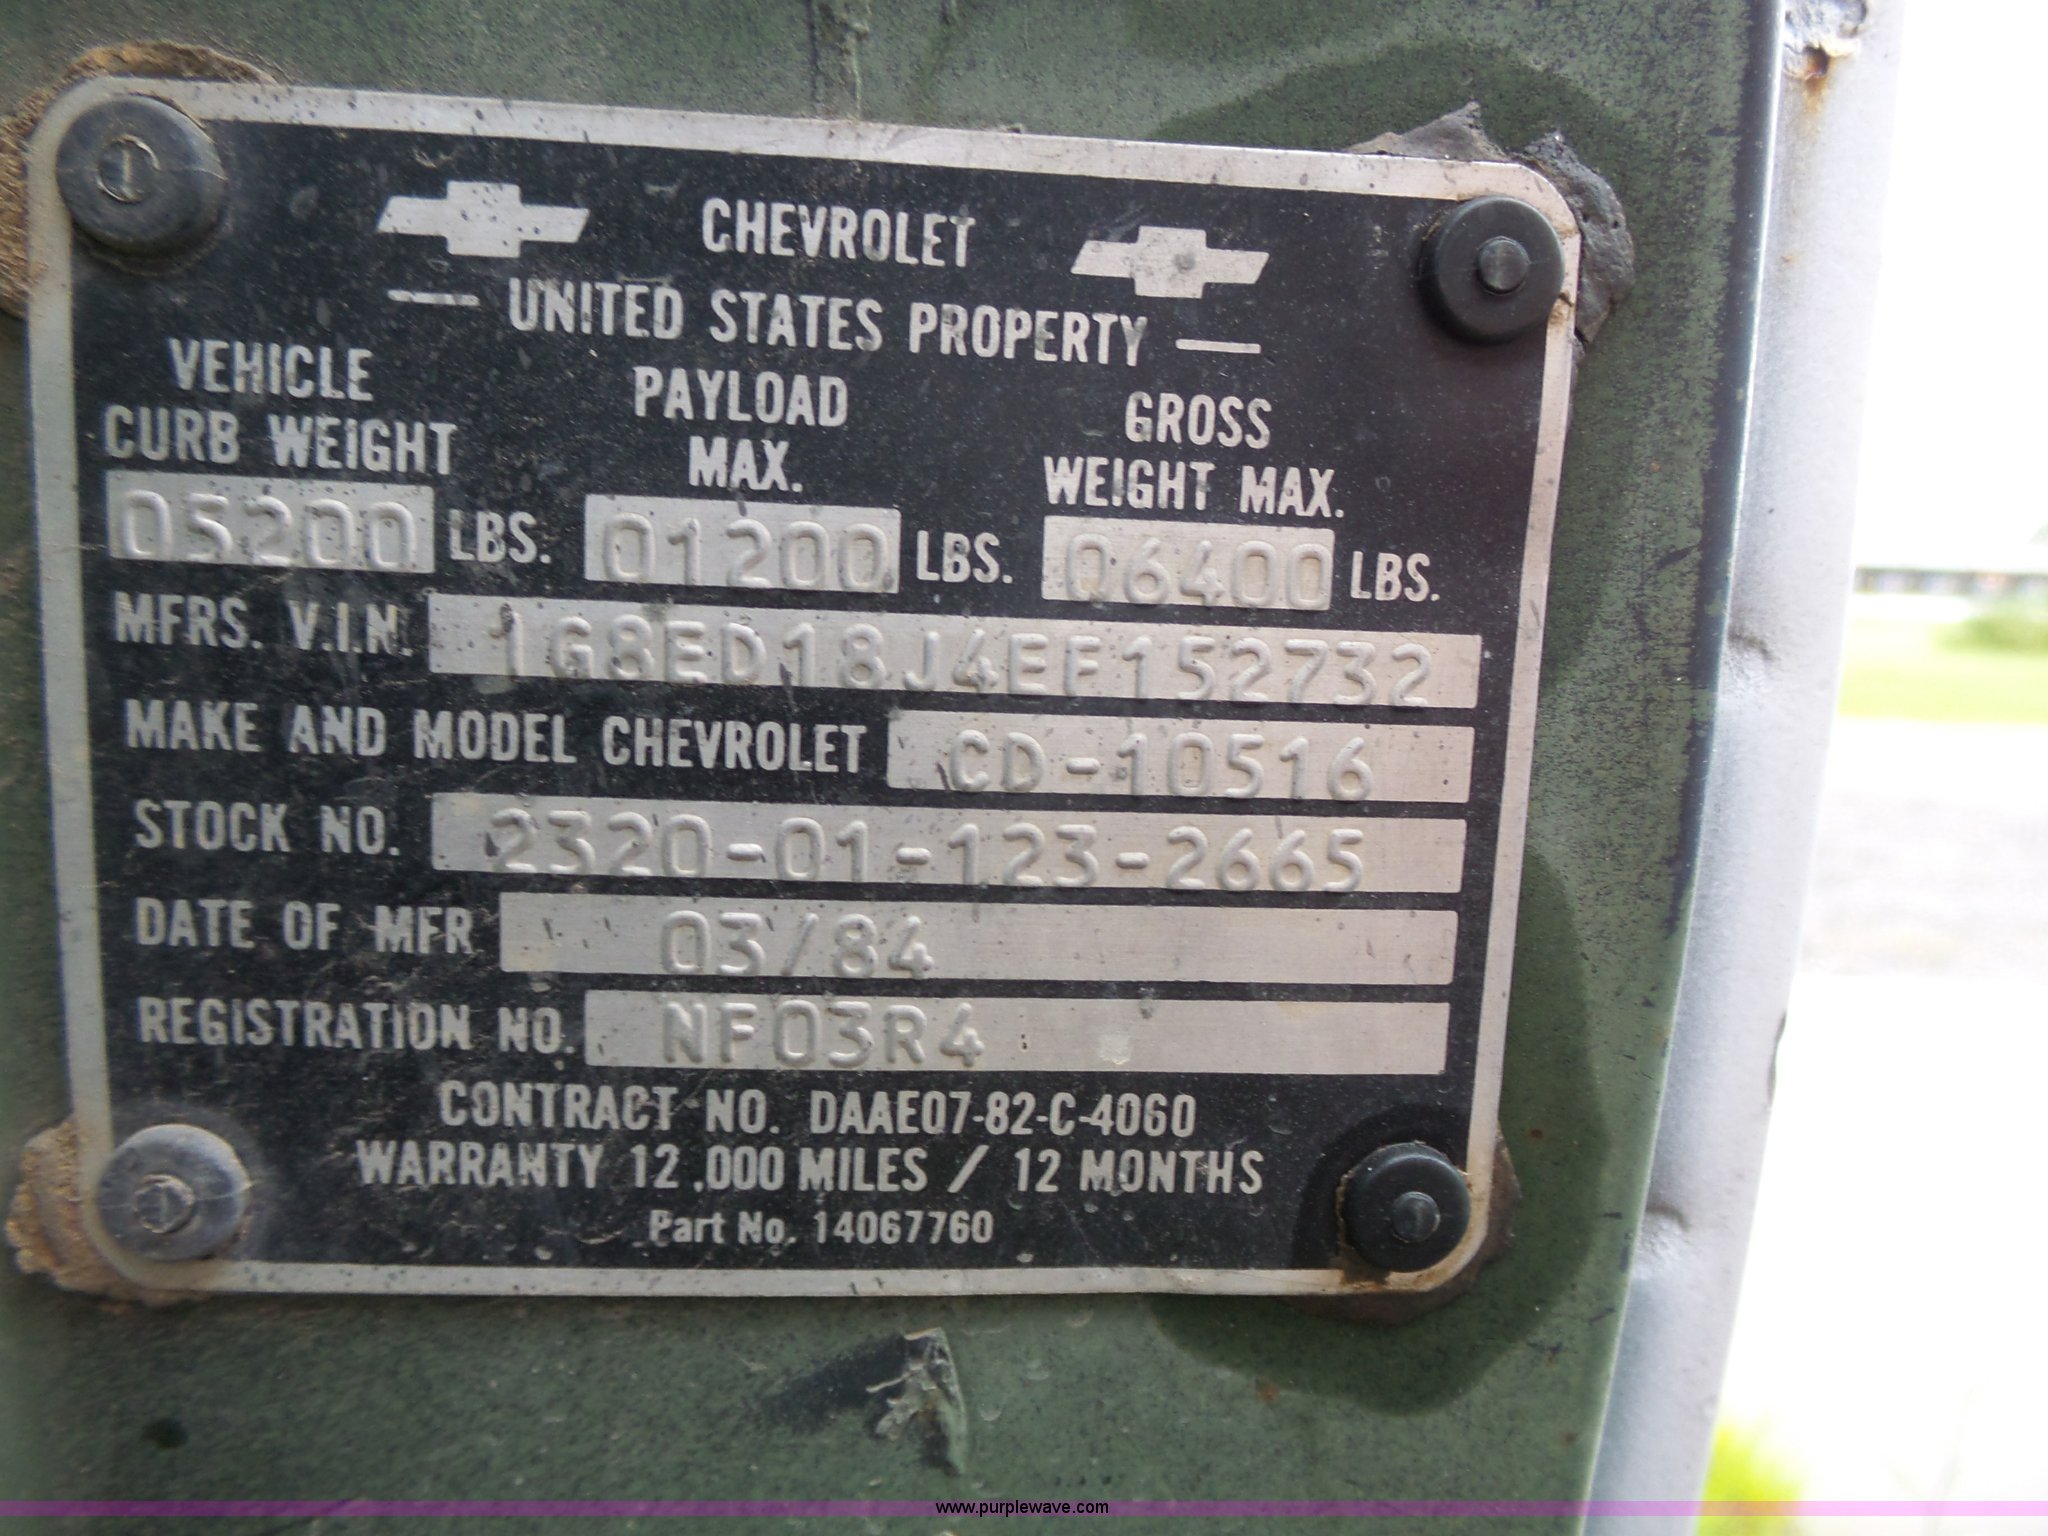 CHEVROLET
UNITED STATES PROPERTY
VEHICLE CURB WEIGHT 05200 LBS.
PAYLOAD MAX. 01200 LBS.
GROSS WEIGHT MAX. 06400 LBS.
MFRS. V.I.N. 1G8ED18J4EF152732
MAKE AND MODEL CHEVROLET CD-10516
STOCK NO. 2320-01-123-2665
DATE OF MFR 03/84
REGISTRATION NO. NF03R4
CONTRACT NO. DAAE07-82-C-4060
WARRANTY 12,000 MILES / 12 MONTHS
Part No. 14067760
www.purplewave.com